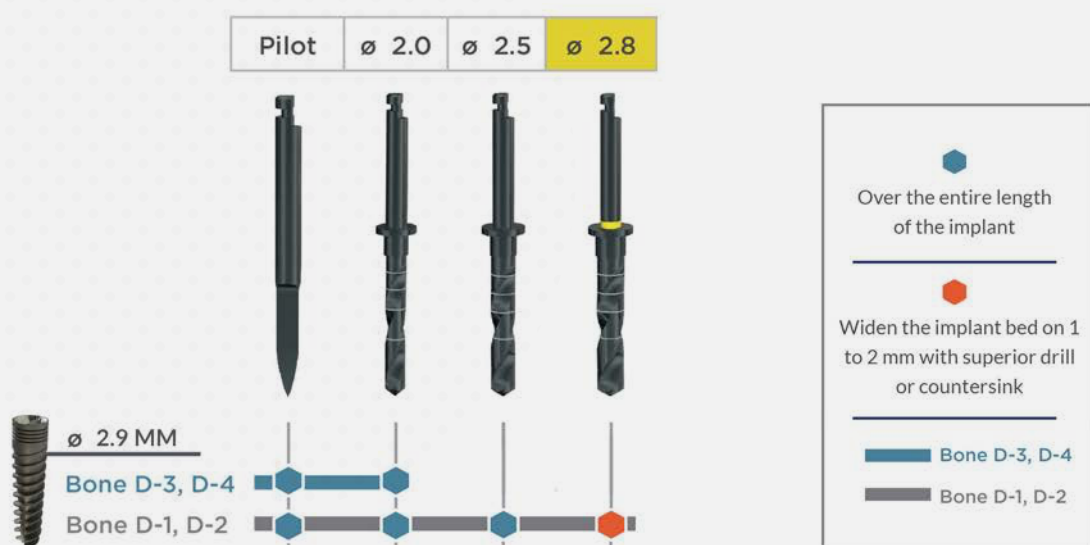 Pilot ø 2.0 ø 2.5 ø 2.8
Over the entire length
of the implant
Widen the implant bed on 1
to 2 mm with superior drill
or countersink
Bone D-3, D-4
Bone D-1, D-2
ø 2.9 MM
Bone D-3, D-4
Bone D-1, D-2